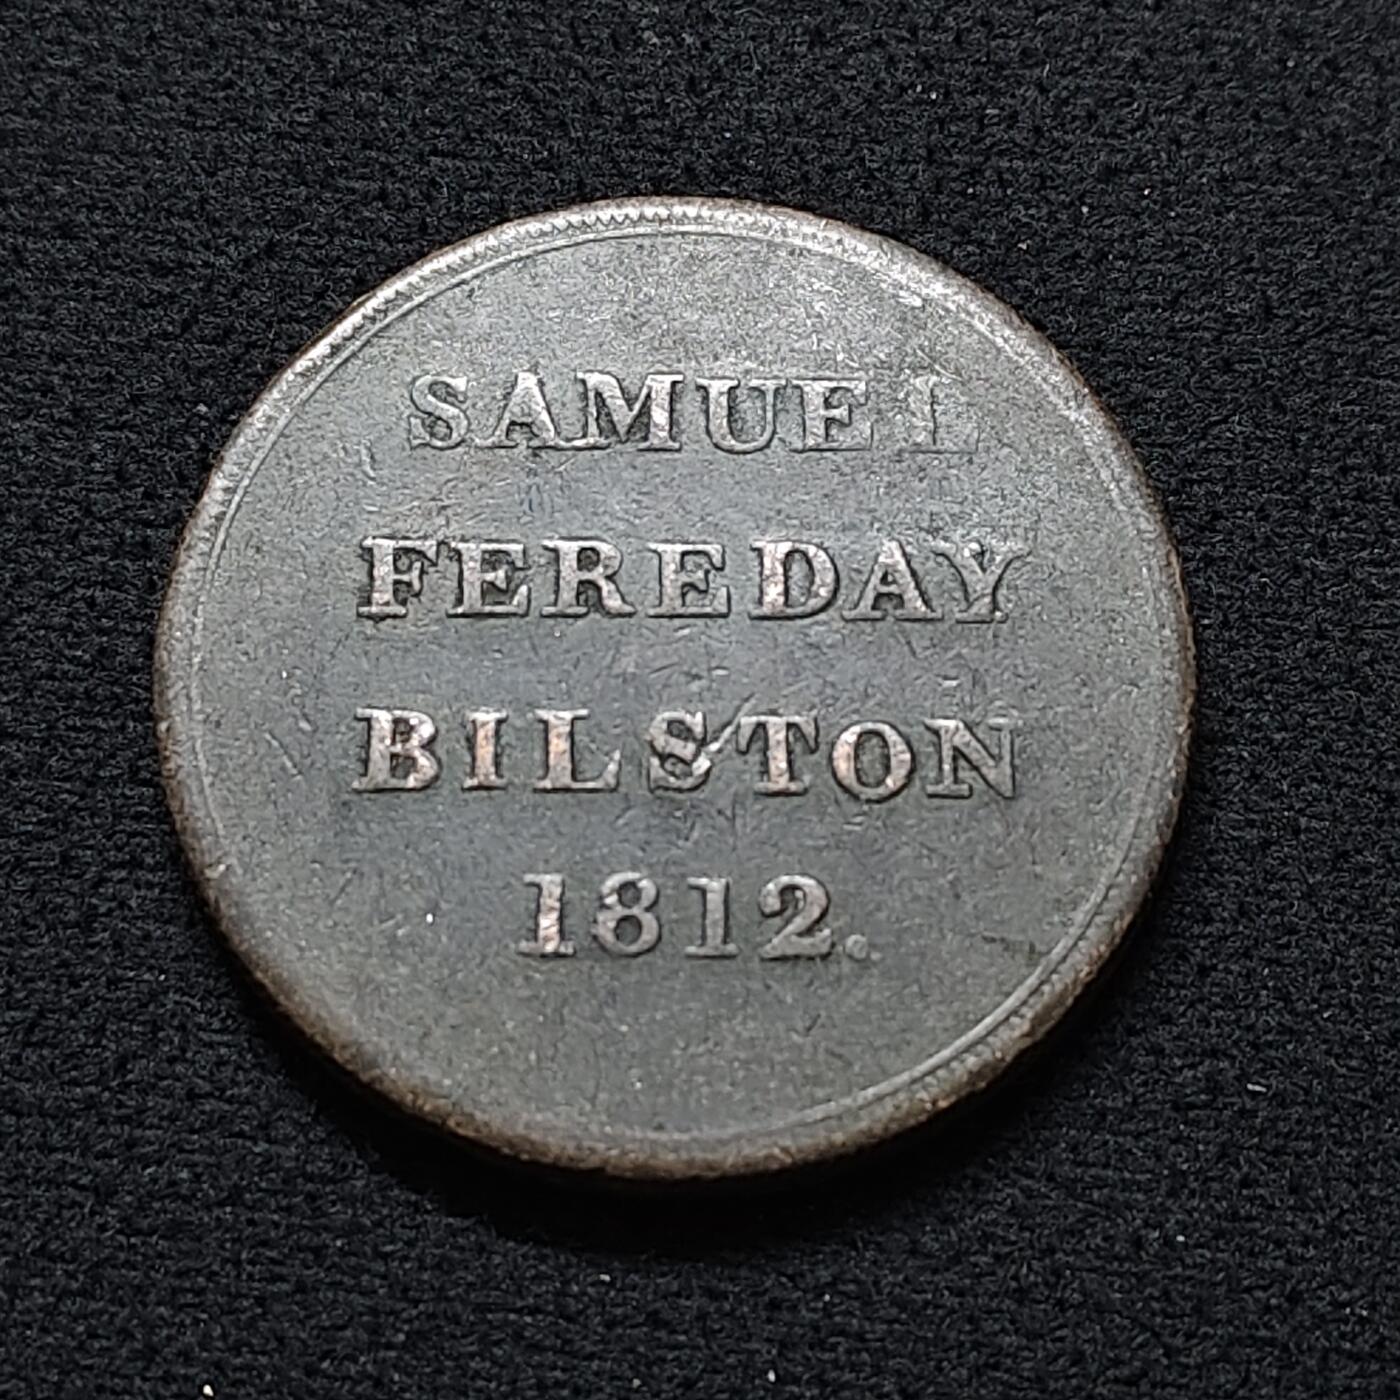 SAMUEL
FEREDAY
BILSTON
1812.